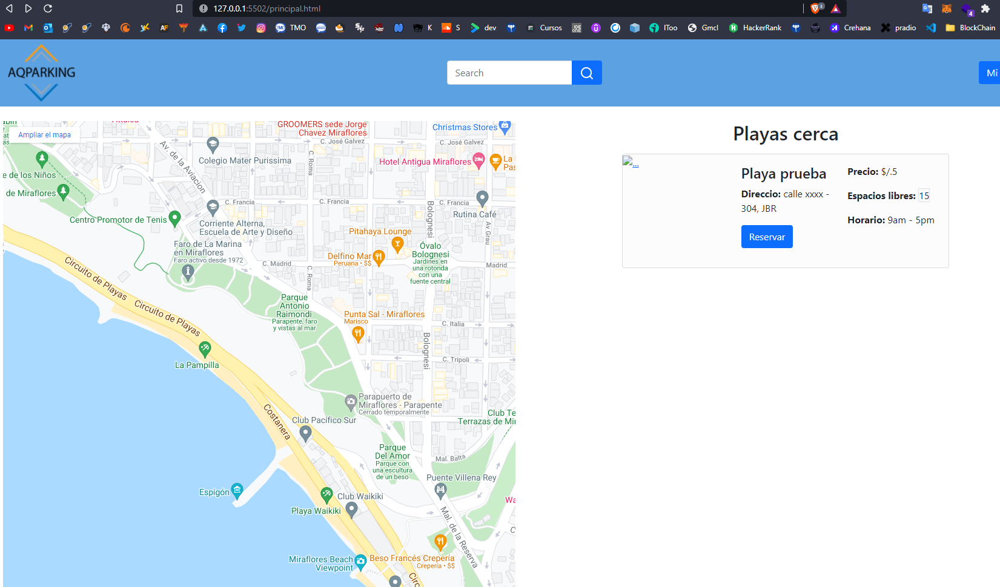 127.0.0.1:5502/principal.html
3
4
TMO
K
S
dev
Cursos
IToo
Gmcl
HackerRank
Crehana
pradio
BlockChain
AQPARKING
Search
Mi
Ampliar el mapa
GROOMERS sede Jorge
Chavez Miraflores
Christmas Stores
C. José Galvez
C. José Galvez
Av. de la Aviacion
C. Roma
Colegio Mater Purissima
Hotel Antigua Miraflores
La
Pas
e de los Niños
de Miraflores
C. Francia
C. Francia
C. Francia
Bolognesi
Rutina Café
Centro Promotor de Tenis
Corriente Alterna,
Escuela de Arte y Diseño
Pitahaya Lounge
Av Grau
Faro de La Marina
en Miraflores
Faro activo desde 1972
Delfino Mar
Peruana • $$
Óvalo
Bolognesi
Jardines en
una rotonda
con una
fuente central
C. Madrid
Madrid
C. Roma
Circuito de Playas
Circuito de Playas
Parque
Antonio
Raimondi
Parapente, faro
y vistas al mar
Punta Sal - Miraflores
Marisco
C. Italia
Bolognesi
La Pampilla
C. Tripoli
Parapuerto de
Miraflores - Parapente
Cerrado temporalmente
Costanera
Club Pacífico Sur
Club Te
Terrazas de Mir
Parque
Del Amor
Parque con
una escultura
de un beso
Mal. Balta
Puente Villena Rey
Espigón
Club Waikiki
Playa Waikiki
Wa
Mal. de la Reserva
C
Miraflores Beach
Viewpoint
Beso Francés Crepería
Crepería • $$
Circ
Playas cerca
...
Playa prueba
Direccio: calle xxxx -
304, JBR
Reservar
Precio: $/.5
Espacios libres: 15
Horario: 9am - 5pm